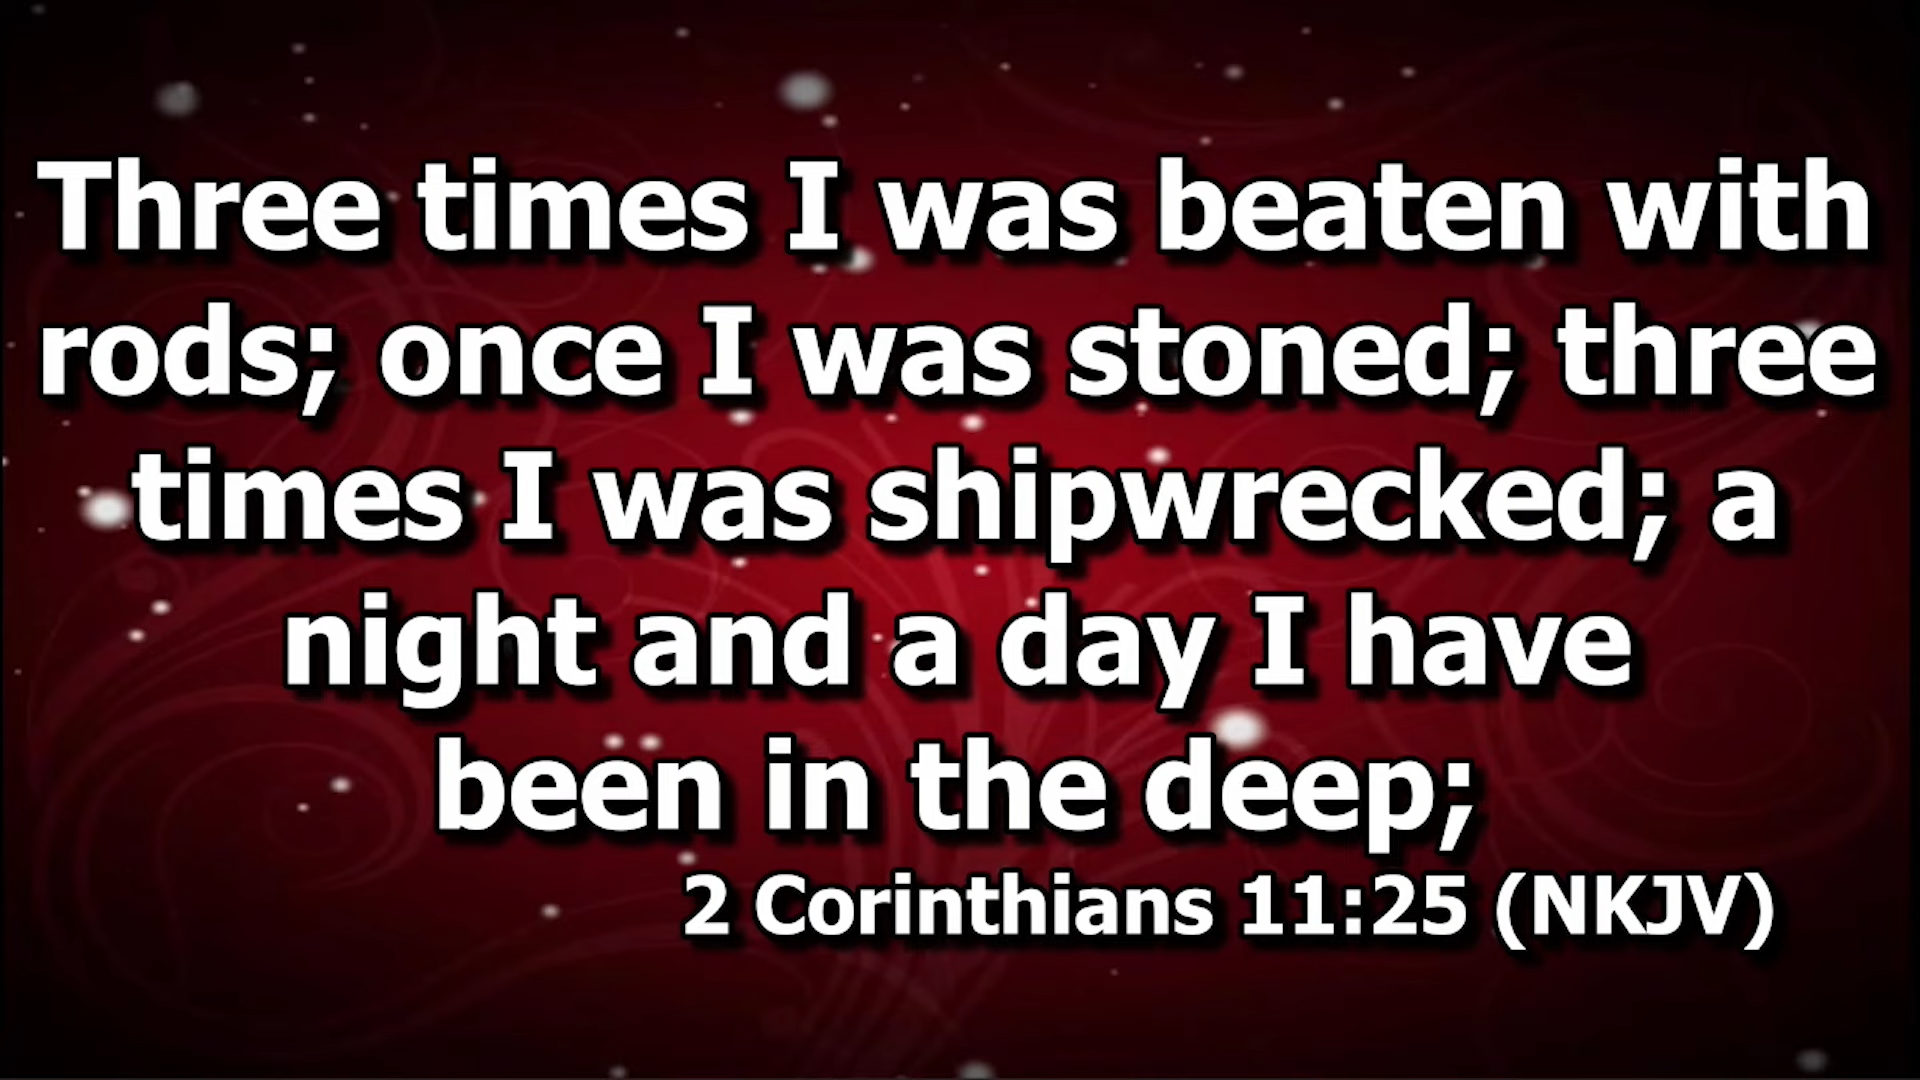 Three times I was beaten with
rods; once I was stoned; three
times I was shipwrecked; a
night and a day I have
been in the deep;
2 Corinthians 11:25 (NKJV)